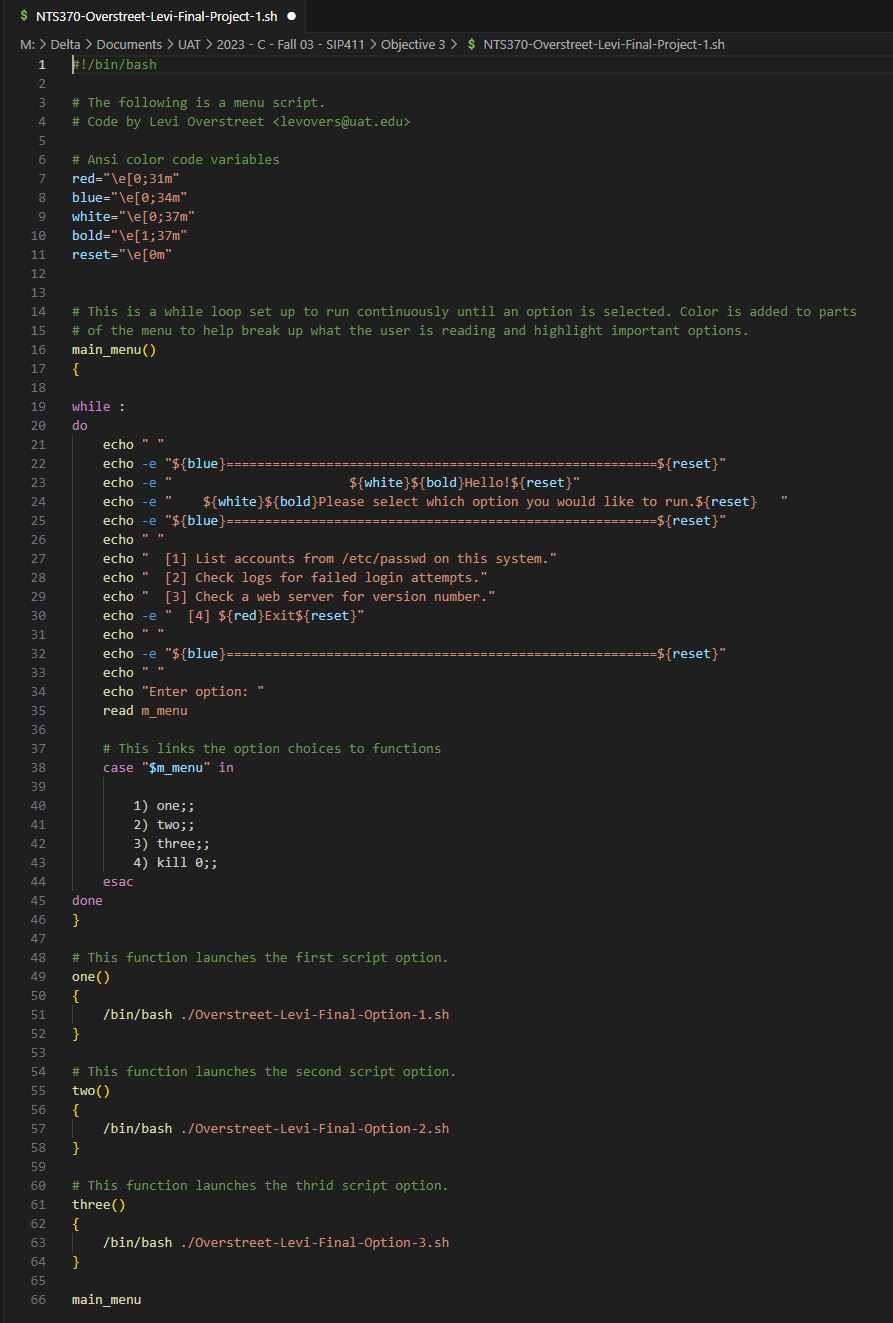 $ NTS370-Overstreet-Levi-Final-Project-1.sh ●
M: > Delta > Documents > UAT > 2023 - C - Fall 03 - SIP411 > Objective 3 > $ NTS370-Overstreet-Levi-Final-Project-1.sh
1 #!/bin/bash
2
3 # The following is a menu script.
4 # Code by Levi Overstreet <levovers@uat.edu>
5
6 # Ansi color code variables
7 red="\e[0;31m"
8 blue="\e[0;34m"
9 white="\e[0;37m"
10 bold="\e[1;37m"
11 reset="\e[0m"
12
13
14 # This is a while loop set up to run continuously until an option is selected. Color is added to parts
15 # of the menu to help break up what the user is reading and highlight important options.
16 main_menu()
17 {
18
19 while :
20 do
21     echo " "
22     echo -e "${blue}========================================================${reset}"
23     echo -e "                       ${white}${bold}Hello!${reset}"
24     echo -e "    ${white}${bold}Please select which option you would like to run.${reset}   "
25     echo -e "${blue}========================================================${reset}"
26     echo " "
27     echo "  [1] List accounts from /etc/passwd on this system."
28     echo "  [2] Check logs for failed login attempts."
29     echo "  [3] Check a web server for version number."
30     echo -e "  [4] ${red}Exit${reset}"
31     echo " "
32     echo -e "${blue}========================================================${reset}"
33     echo " "
34     echo "Enter option: "
35     read m_menu
36
37     # This links the option choices to functions
38     case "$m_menu" in
39
40         1) one;;
41         2) two;;
42         3) three;;
43         4) kill 0;;
44     esac
45 done
46 }
47
48 # This function launches the first script option.
49 one()
50 {
51     /bin/bash ./Overstreet-Levi-Final-Option-1.sh
52 }
53
54 # This function launches the second script option.
55 two()
56 {
57     /bin/bash ./Overstreet-Levi-Final-Option-2.sh
58 }
59
60 # This function launches the thrid script option.
61 three()
62 {
63     /bin/bash ./Overstreet-Levi-Final-Option-3.sh
64 }
65
66 main_menu